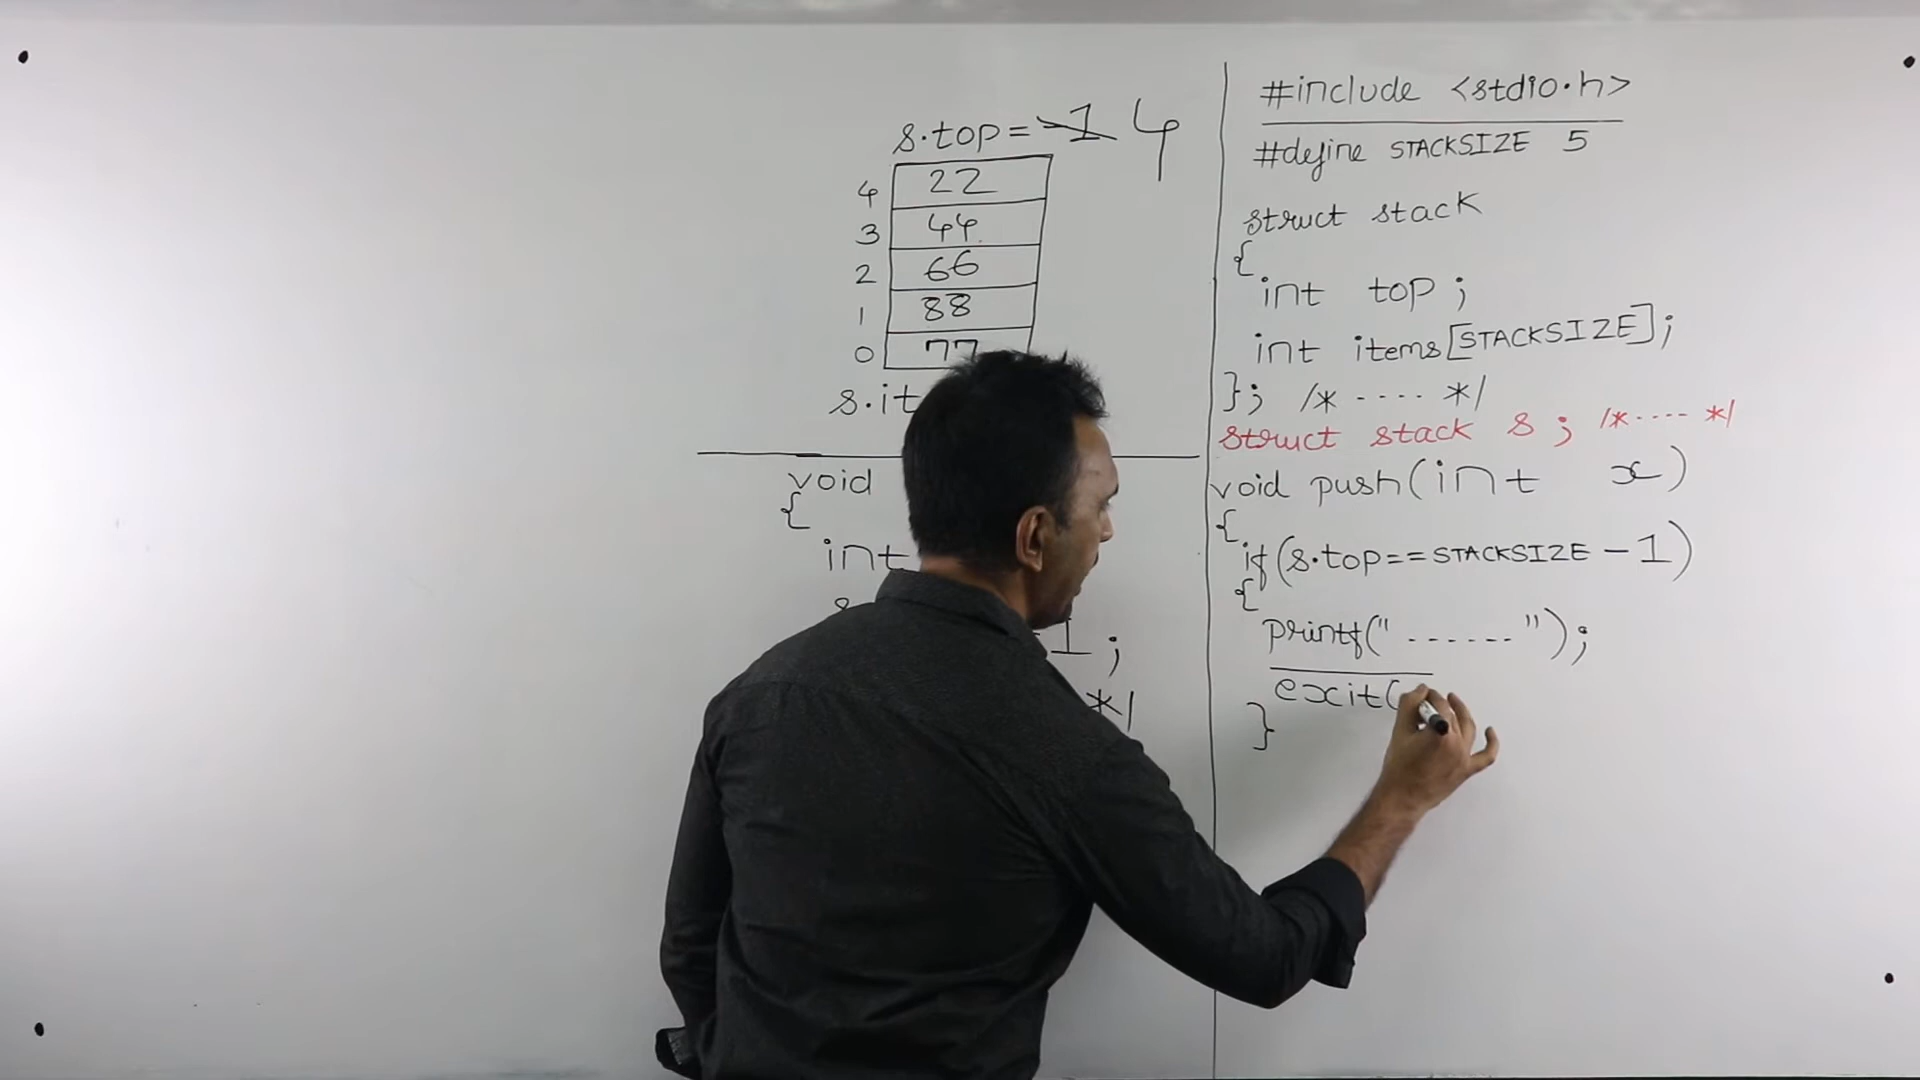 s.top = -1 4
4 22
3 44
2 66
1 88
0 77
s.it
void
{
int
1;
*/
#include <stdio.h>
#define STACKSIZE 5
struct stack
{
int top;
int items[STACKSIZE];
}; /* ---- */
struct stack s; /* ---- */
void push(int x)
{
if(s.top==STACKSIZE-1)
{
printf("------");
exit(
}